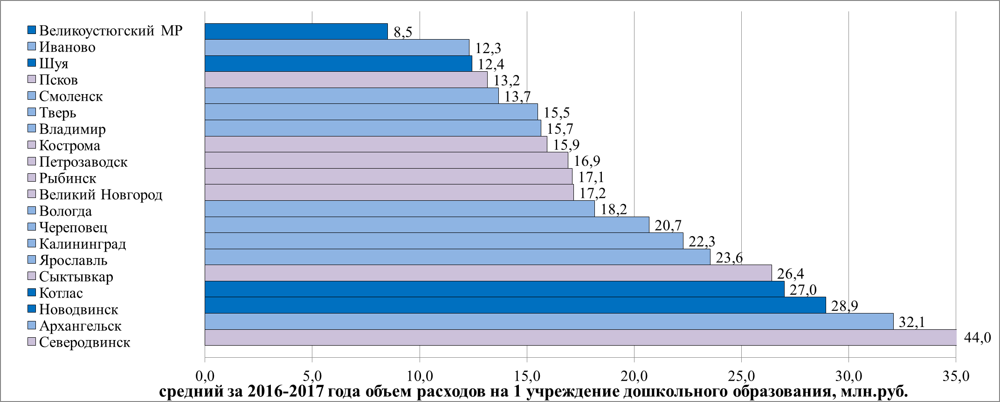 Великоустюгский МР 8,5
Иваново 12,3
Шуя 12,4
Псков 13,2
Смоленск 13,7
Тверь 15,5
Владимир 15,7
Кострома 15,9
Петрозаводск 16,9
Рыбинск 17,1
Великий Новгород 17,2
Вологда 18,2
Череповец 20,7
Калининград 22,3
Ярославль 23,6
Сыктывкар 26,4
Котлас 27,0
Новодвинск 28,9
Архангельск 32,1
Северодвинск 44,0
0,0 5,0 10,0 15,0 20,0 25,0 30,0 35,0
средний за 2016-2017 года объем расходов на 1 учреждение дошкольного образования, млн.руб.